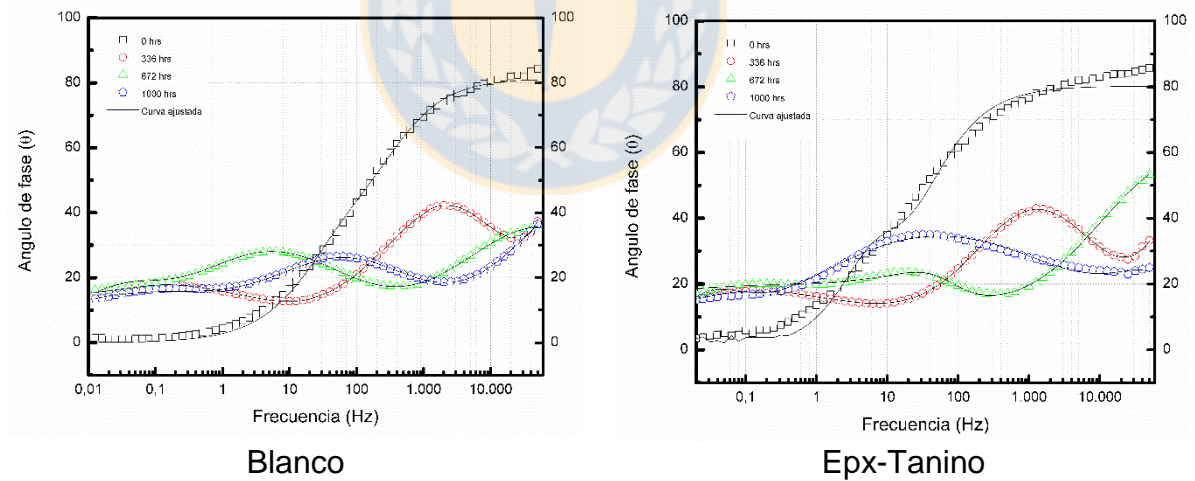 100
100
80
80
60
60
40
40
20
20
0
0
Angulo de fase (θ)
0 hrs
336 hrs
672 hrs
1000 hrs
Curva ajustada
0,01
0,1
1
10
100
1.000
10.000
Frecuencia (Hz)
Blanco
100
100
80
80
60
60
40
40
20
20
0
0
Angulo de fase (θ)
0 hrs
336 hrs
672 hrs
1000 hrs
Curva ajustada
0,1
1
10
100
1.000
10.000
Frecuencia (Hz)
Epx-Tanino